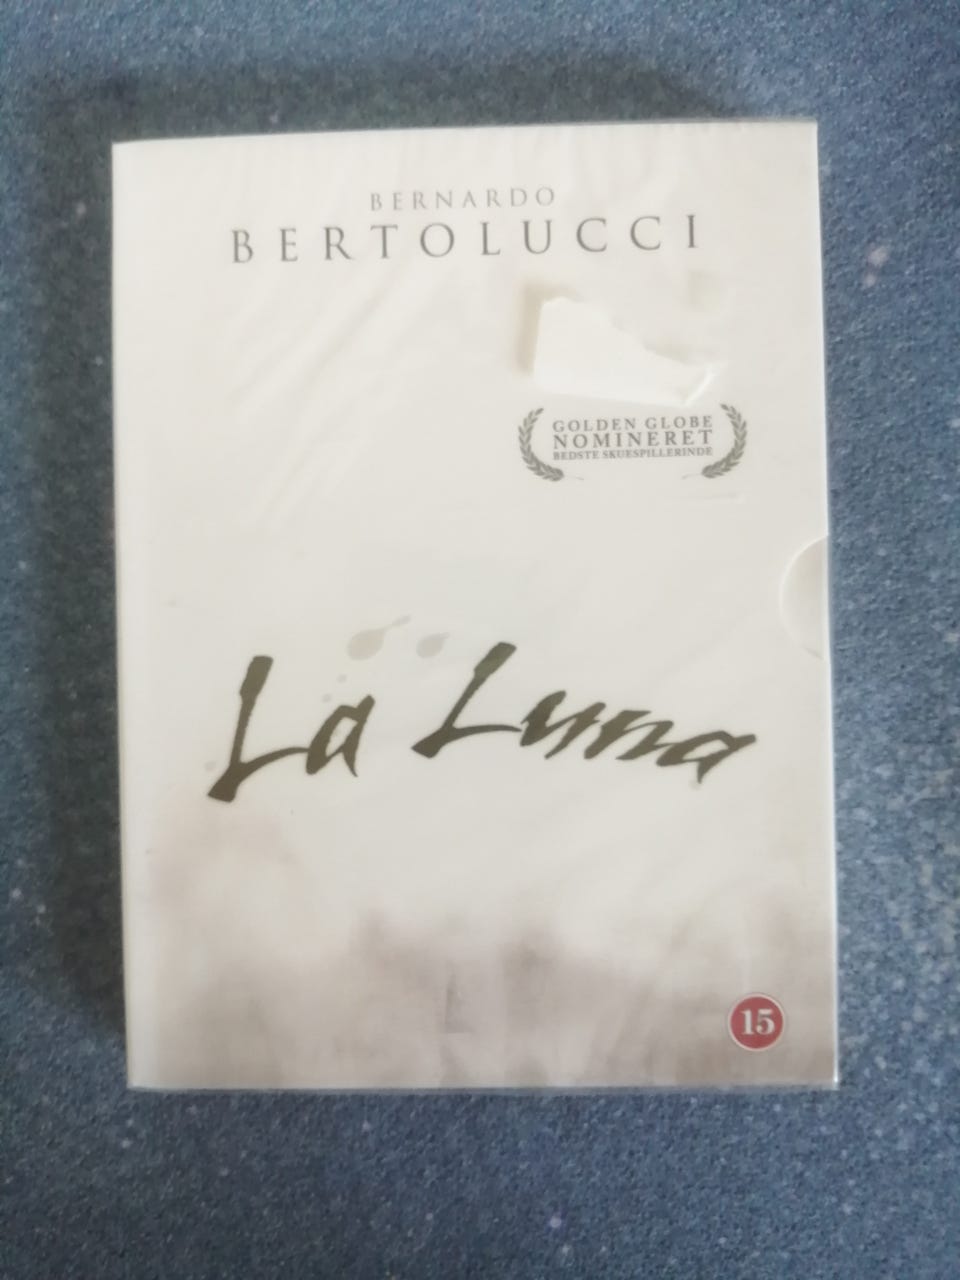 BERNARDO
BERTOLUCCI
GOLDEN GLOBE
NOMINERET
BEDSTE SKUESPILLERINDE
La Luna
15